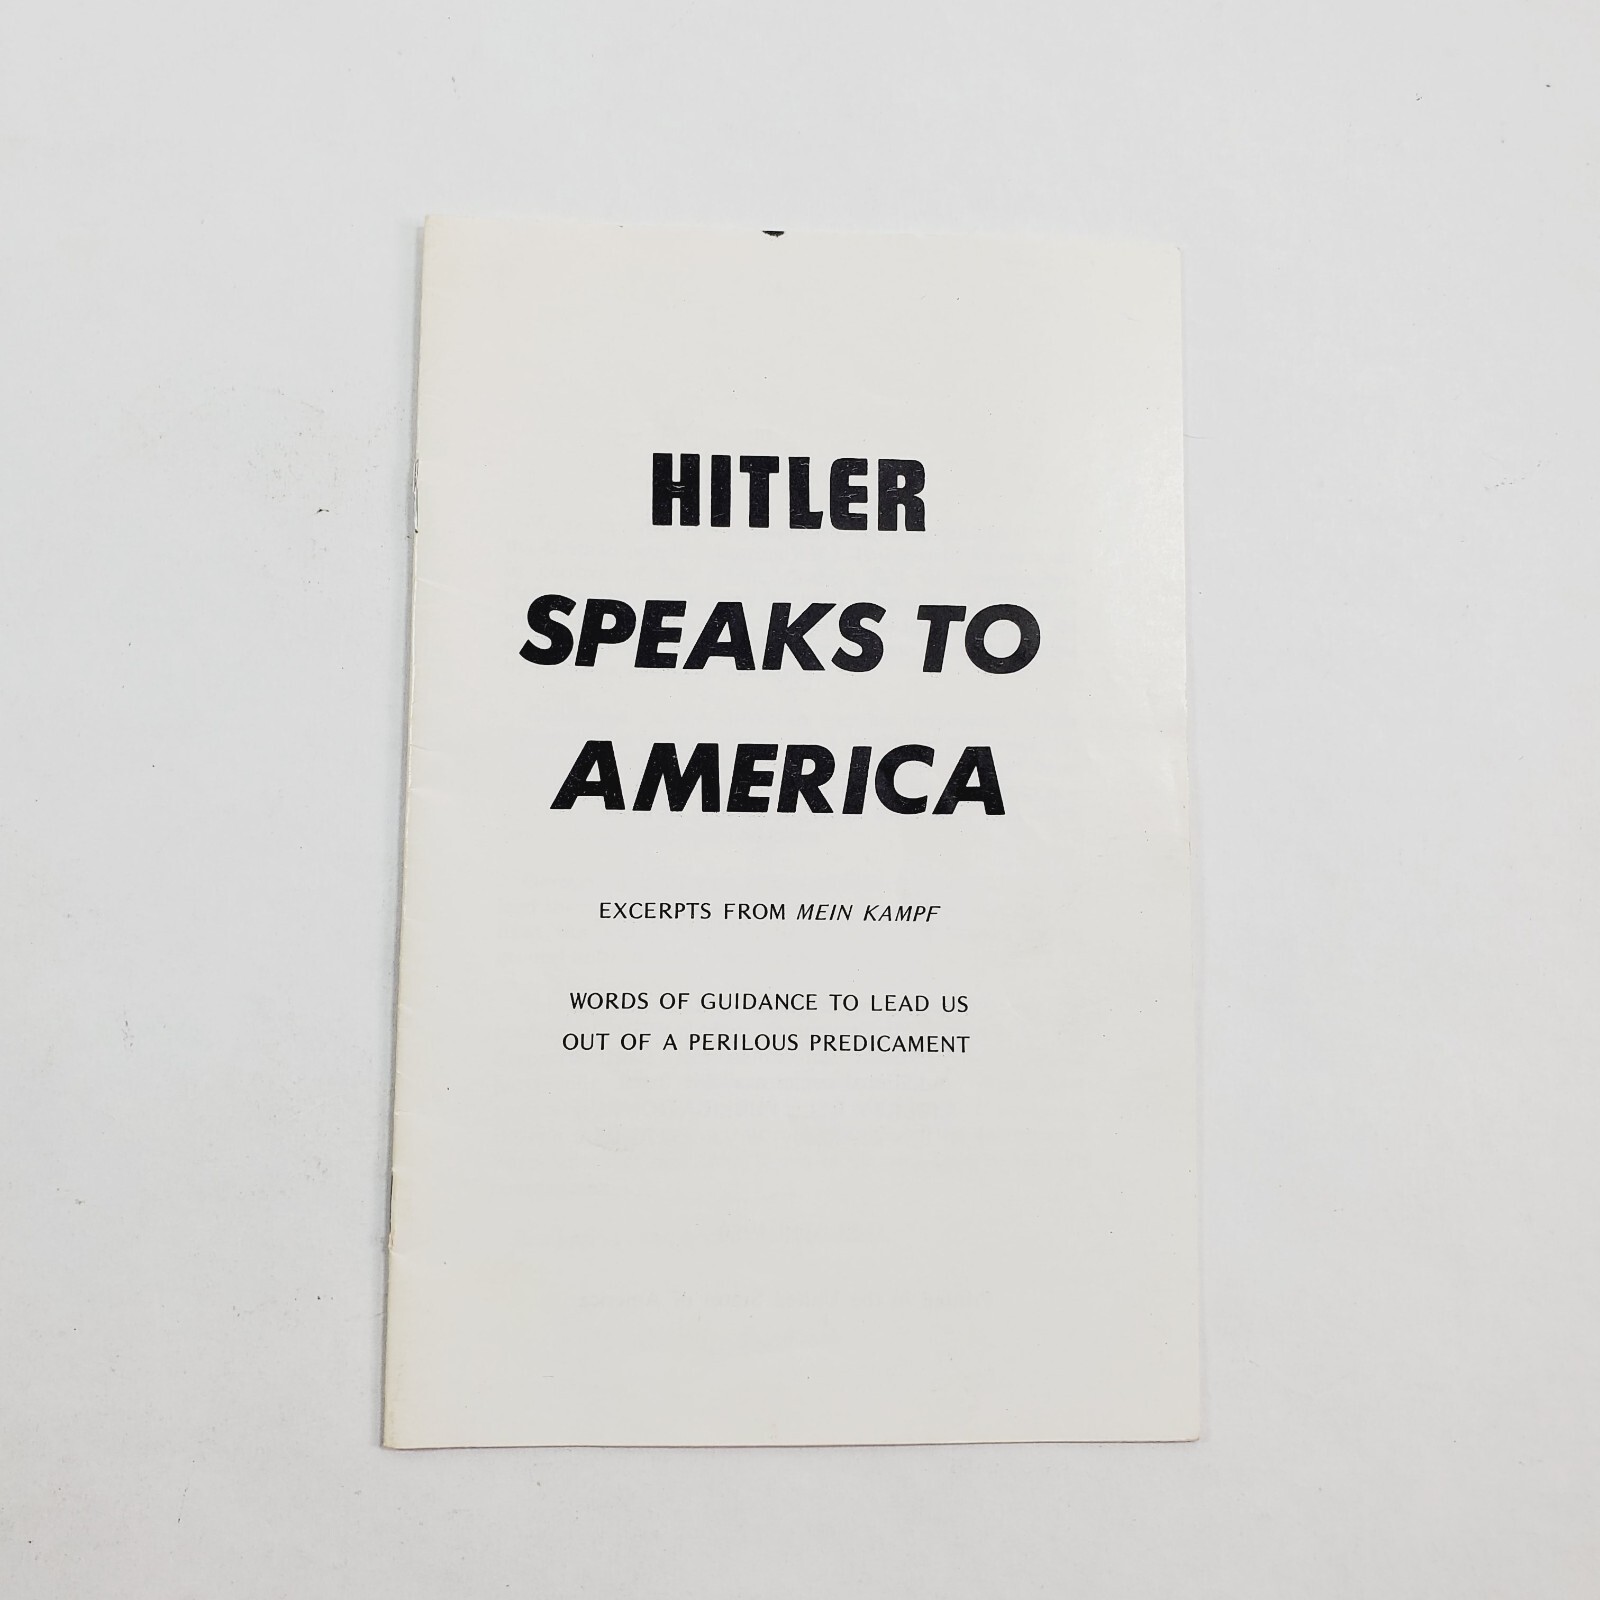 HITLER
SPEAKS TO
AMERICA
EXCERPTS FROM MEIN KAMPF
WORDS OF GUIDANCE TO LEAD US
OUT OF A PERILOUS PREDICAMENT